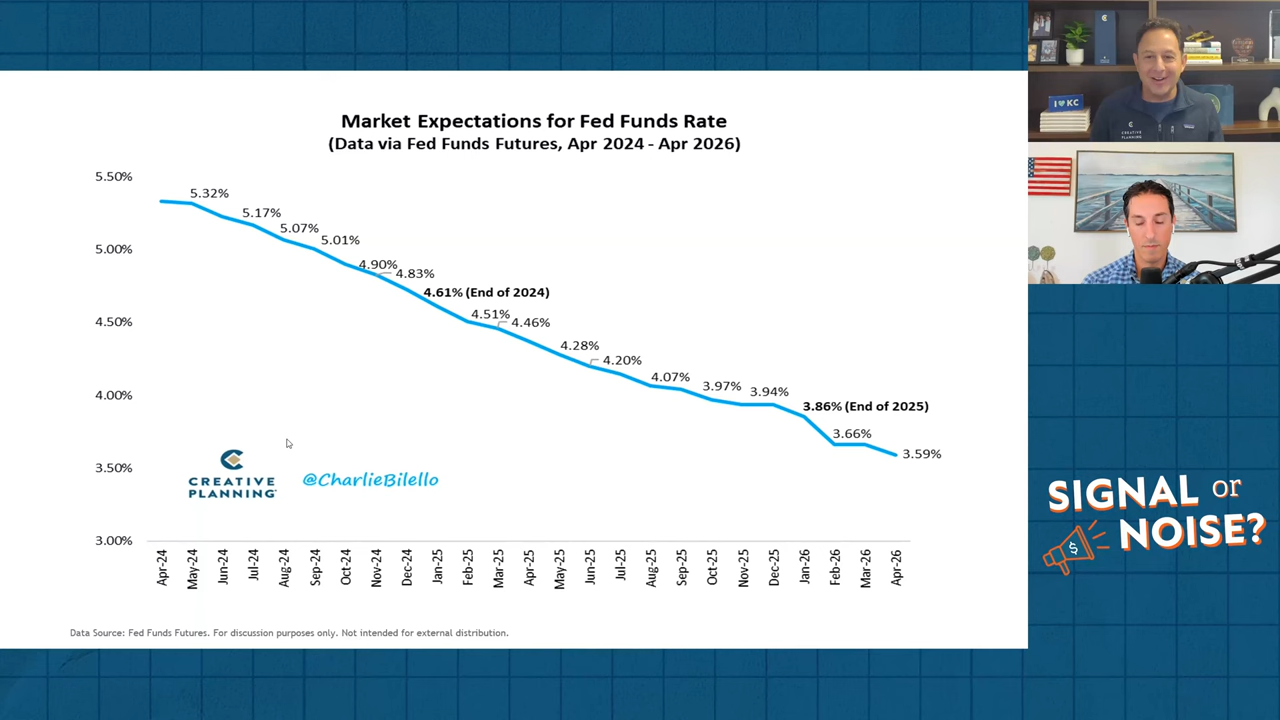 Market Expectations for Fed Funds Rate
(Data via Fed Funds Futures, Apr 2024 - Apr 2026)
5.50%
5.00%
4.50%
4.00%
3.50%
3.00%
5.32%
5.17%
5.07%
5.01%
4.90%
4.83%
4.61% (End of 2024)
4.51%
4.46%
4.28%
4.20%
4.07%
3.97%
3.94%
3.86% (End of 2025)
3.66%
3.59%
CREATIVE
PLANNING
@CharlieBilello
Apr-24
May-24
Jun-24
Jul-24
Aug-24
Sep-24
Oct-24
Nov-24
Dec-24
Jan-25
Feb-25
Mar-25
Apr-25
May-25
Jun-25
Jul-25
Aug-25
Sep-25
Oct-25
Nov-25
Dec-25
Jan-26
Feb-26
Mar-26
Apr-26
Data Source: Fed Funds Futures. For discussion purposes only. Not intended for external distribution.
I KC
CREATIVE
PLANNING
SIGNAL or
NOISE?
$